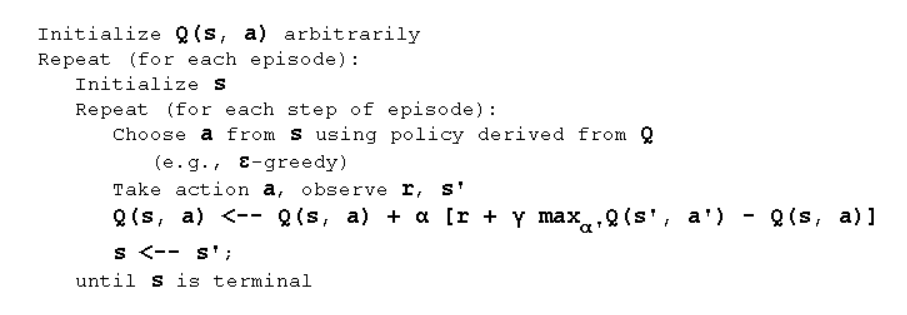 Initialize Q(s, a) arbitrarily
Repeat (for each episode):
Initialize s
Repeat (for each step of episode):
Choose a from s using policy derived from Q
(e.g., ε-greedy)
Take action a, observe r, s'
Q(s, a) <-- Q(s, a) + α [r + γ max_α'Q(s', a') - Q(s, a)]
s <-- s';
until s is terminal